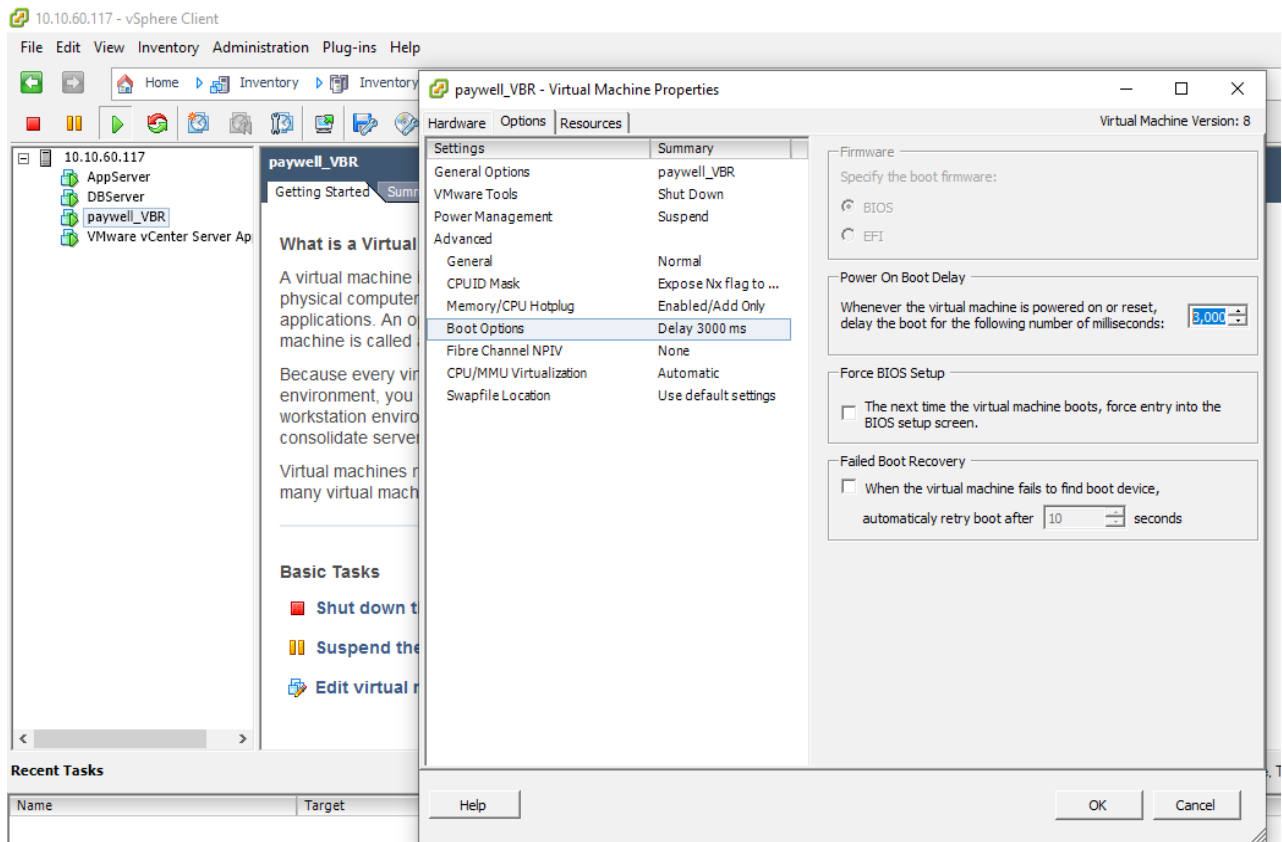 10.10.60.117 - vSphere Client
File Edit View Inventory Administration Plug-ins Help
Home Inventory Inventory
10.10.60.117
AppServer
DBServer
paywell_VBR
VMware vCenter Server Ap
paywell_VBR
Getting Started Summ
What is a Virtual
A virtual machine
physical computer
applications. An
machine is called
Because every vir
environment, you
workstation enviro
consolidate server
Virtual machines
many virtual mach
Basic Tasks
Shut down t
Suspend the
Edit virtual
paywell_VBR - Virtual Machine Properties
Hardware Options Resources
Virtual Machine Version: 8
Settings Summary
General Options paywell_VBR
VMware Tools Shut Down
Power Management Suspend
Advanced
General Normal
CPUID Mask Expose Nx flag to ...
Memory/CPU Hotplug Enabled/Add Only
Boot Options Delay 3000 ms
Fibre Channel NPIV None
CPU/MMU Virtualization Automatic
Swapfile Location Use default settings
Firmware
Specify the boot firmware:
BIOS
EFI
Power On Boot Delay
Whenever the virtual machine is powered on or reset,
delay the boot for the following number of milliseconds:
3,000
Force BIOS Setup
The next time the virtual machine boots, force entry into the
BIOS setup screen.
Failed Boot Recovery
When the virtual machine fails to find boot device,
automaticaly retry boot after 10 seconds
Help OK Cancel
Recent Tasks
Name Target